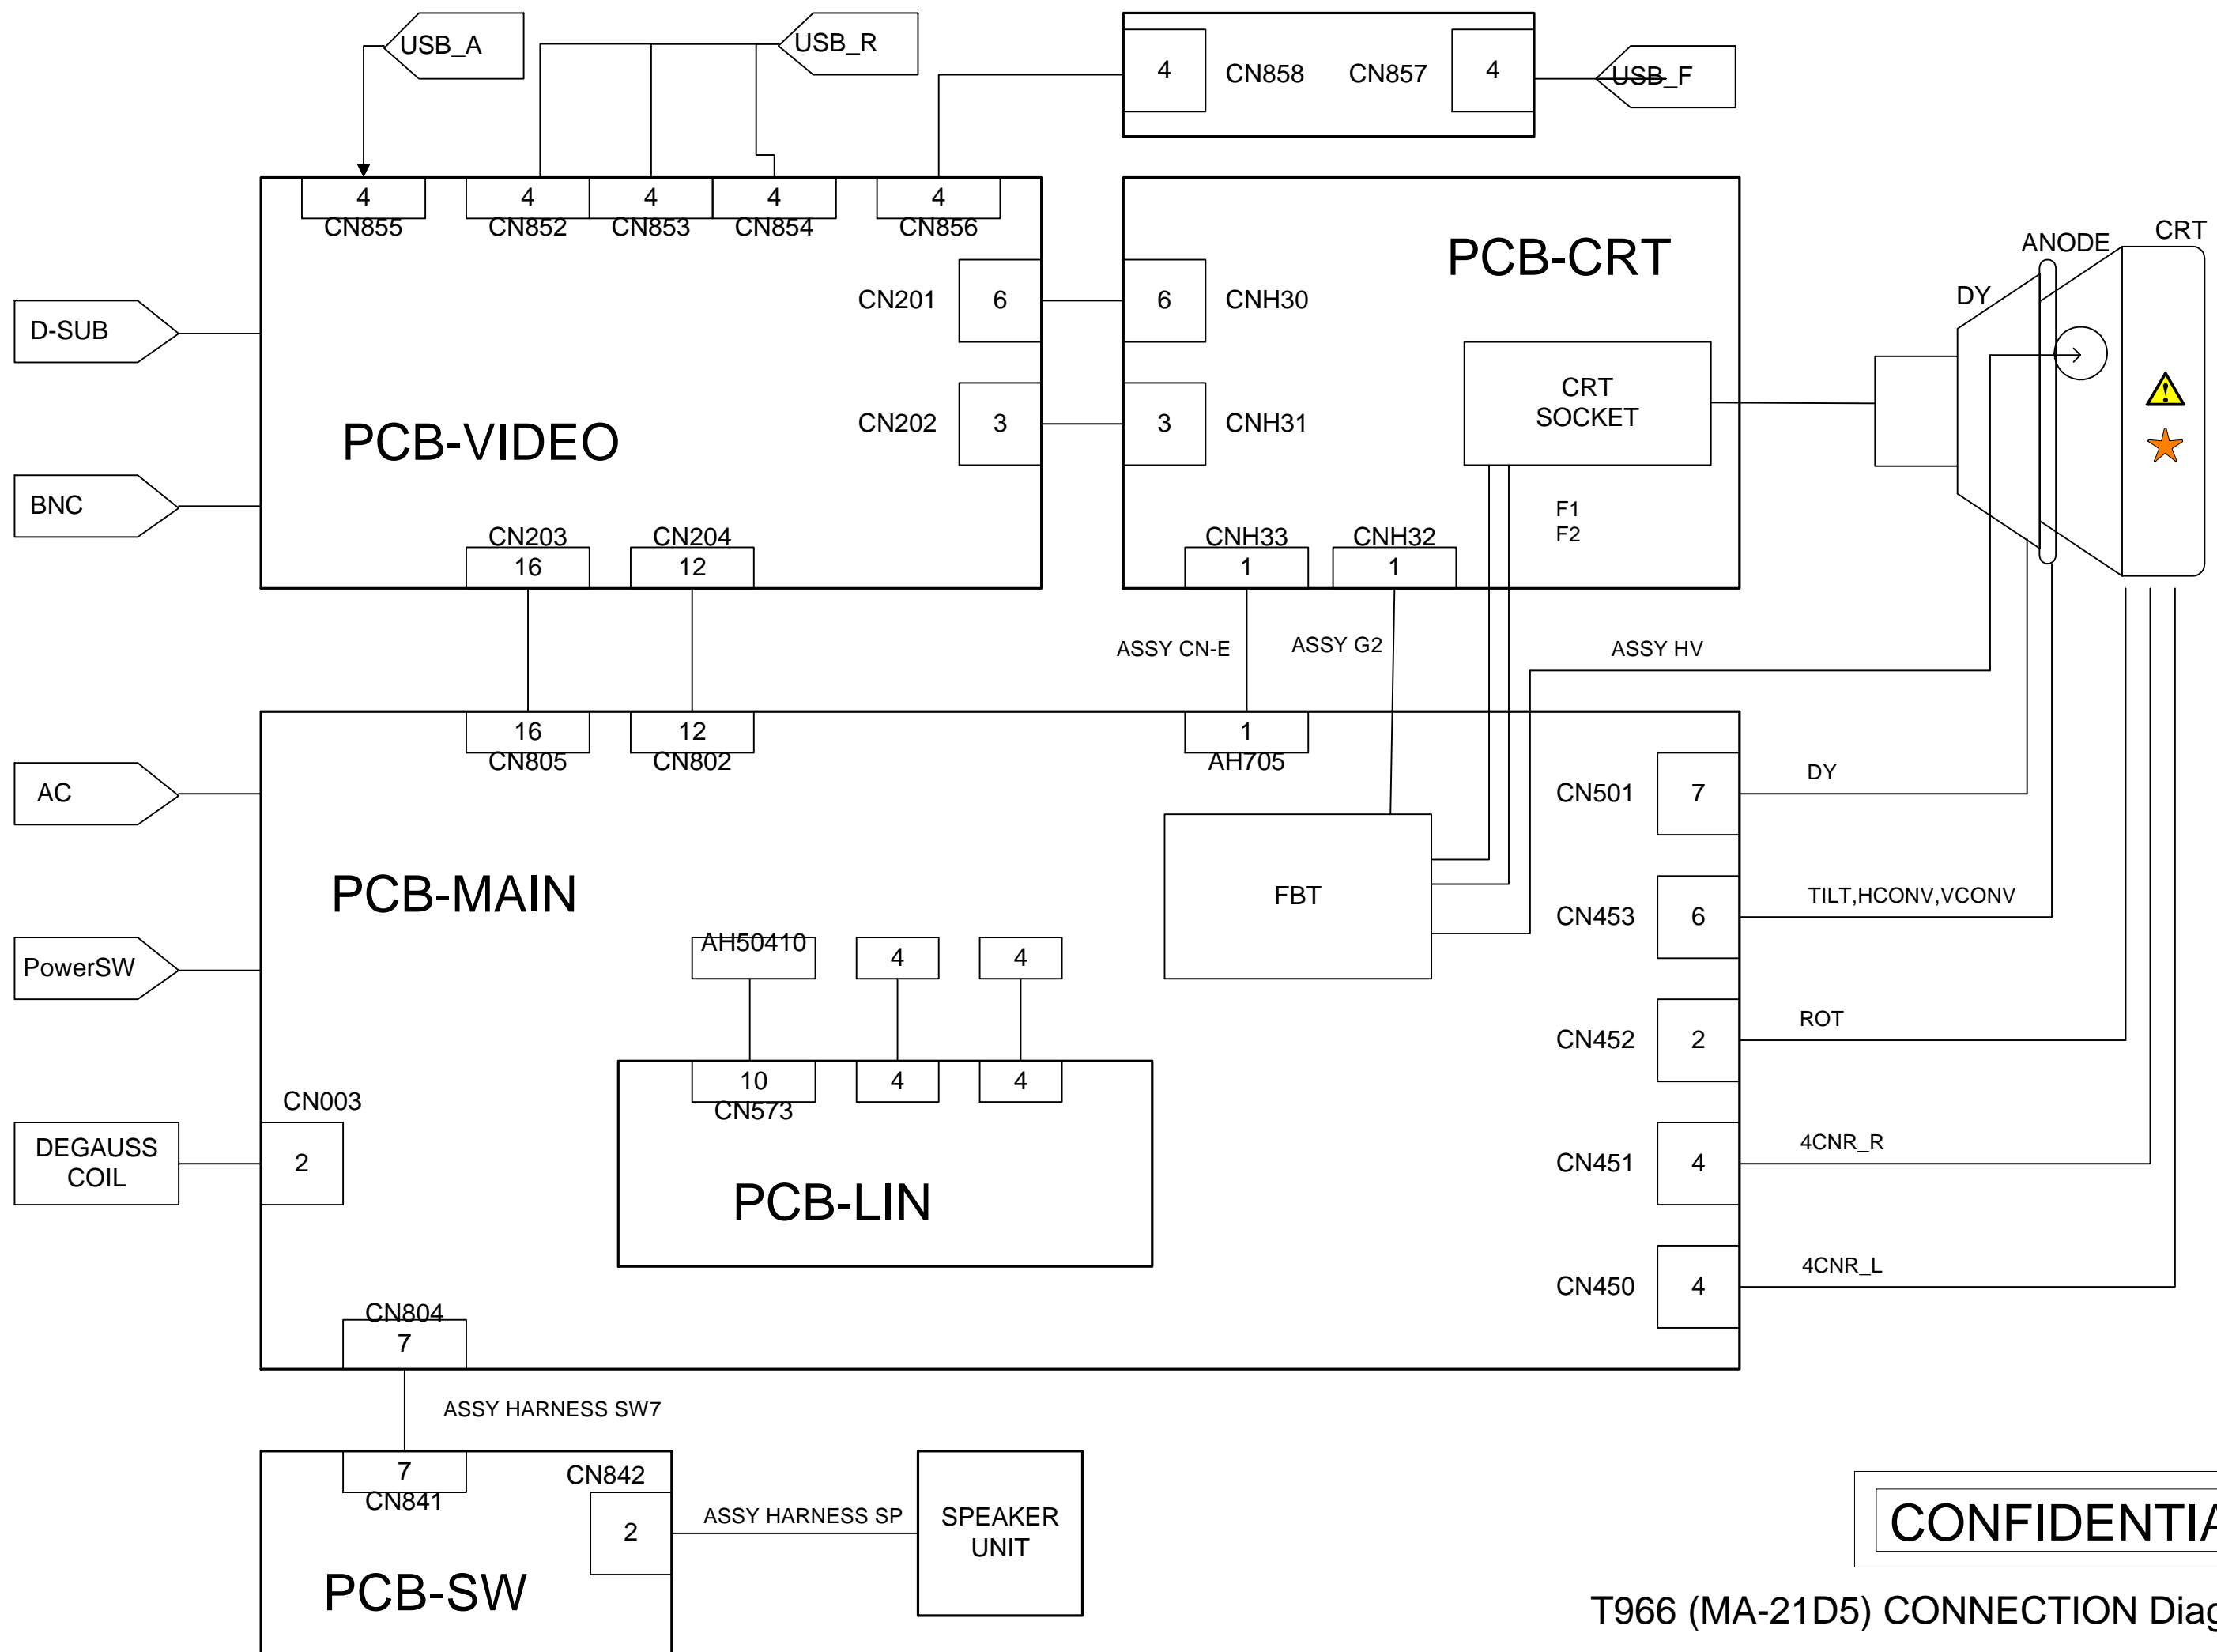 USB_A
USB_R
4
CN858
CN857
4
USB_F
4
4
4
4
4
CN855
CN852
CN853
CN854
CN856
PCB-CRT
ANODE
CRT
DY
CN201
6
6
CNH30
D-SUB
CRT
SOCKET
CN202
3
3
CNH31
PCB-VIDEO
BNC
F1
F2
CN203
CN204
CNH33
CNH32
16
12
1
1
ASSY CN-E
ASSY G2
ASSY HV
16
12
1
CN805
CN802
AH705
AC
CN501
7
DY
PCB-MAIN
FBT
CN453
6
TILT,HCONV,VCONV
AH50410
4
4
PowerSW
CN452
2
ROT
10
4
4
CN573
CN003
DEGAUSS
COIL
2
CN451
4
4CNR_R
PCB-LIN
CN450
4
4CNR_L
CN804
7
ASSY HARNESS SW7
7
CN841
CN842
2
ASSY HARNESS SP
SPEAKER
UNIT
PCB-SW
CONFIDENTIA
T966 (MA-21D5) CONNECTION Diag